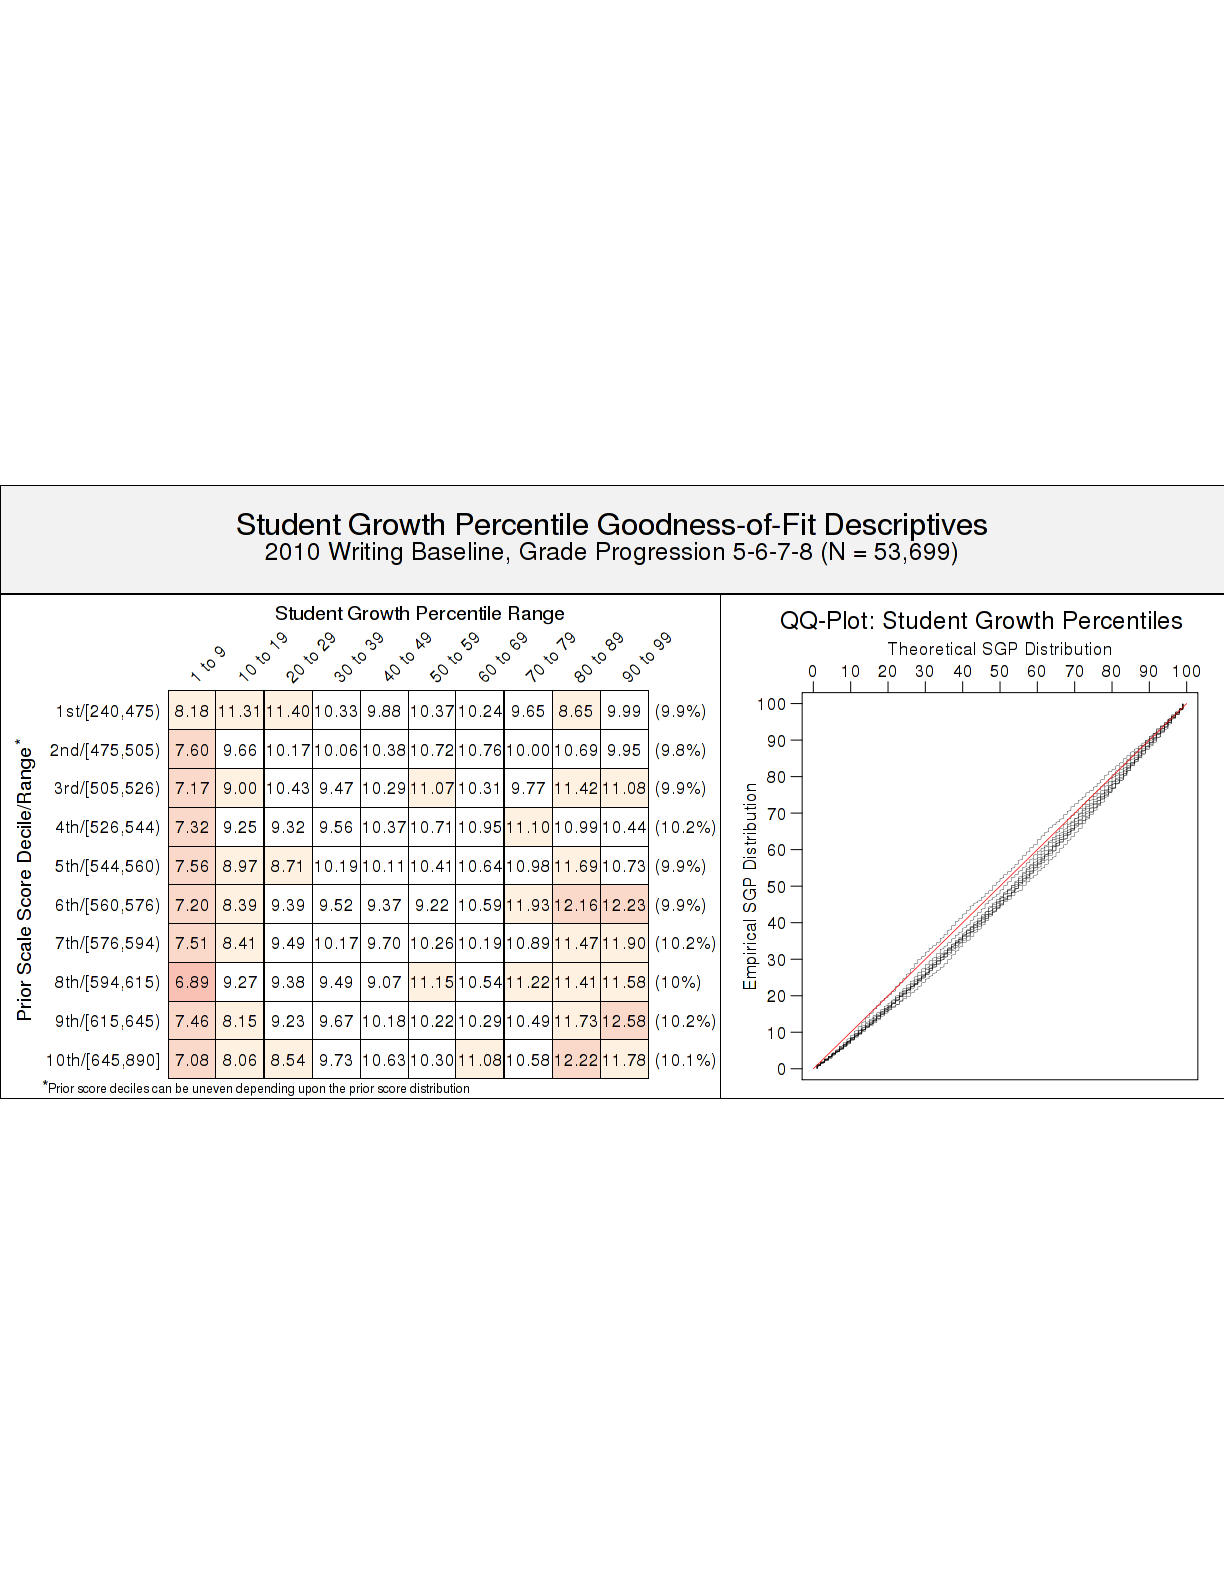 Student Growth Percentile Goodness-of-Fit Descriptives
2010 Writing Baseline, Grade Progression 5-6-7-8 (N = 53,699)
Student Growth Percentile Range
1 to 9 10 to 19 20 to 29 30 to 39 40 to 49 50 to 59 60 to 69 70 to 79 80 to 89 90 to 99
Prior Scale Score Decile/Range*
1st/[240,475) 8.18 11.31 11.40 10.33 9.88 10.37 10.24 9.65 8.65 9.99 (9.9%)
2nd/[475,505) 7.60 9.66 10.17 10.06 10.38 10.72 10.76 10.00 10.69 9.95 (9.8%)
3rd/[505,526) 7.17 9.00 10.43 9.47 10.29 11.07 10.31 9.77 11.42 11.08 (9.9%)
4th/[526,544) 7.32 9.25 9.32 9.56 10.37 10.71 10.95 11.10 10.99 10.44 (10.2%)
5th/[544,560) 7.56 8.97 8.71 10.19 10.11 10.41 10.64 10.98 11.69 10.73 (9.9%)
6th/[560,576) 7.20 8.39 9.39 9.52 9.37 9.22 10.59 11.93 12.16 12.23 (9.9%)
7th/[576,594) 7.51 8.41 9.49 10.17 9.70 10.26 10.19 10.89 11.47 11.90 (10.2%)
8th/[594,615) 6.89 9.27 9.38 9.49 9.07 11.15 10.54 11.22 11.41 11.58 (10%)
9th/[615,645) 7.46 8.15 9.23 9.67 10.18 10.22 10.29 10.49 11.73 12.58 (10.2%)
10th/[645,890] 7.08 8.06 8.54 9.73 10.63 10.30 11.08 10.58 12.22 11.78 (10.1%)
*Prior score deciles can be uneven depending upon the prior score distribution
QQ-Plot: Student Growth Percentiles
Theoretical SGP Distribution
0 10 20 30 40 50 60 70 80 90 100
Empirical SGP Distribution
100
90
80
70
60
50
40
30
20
10
0